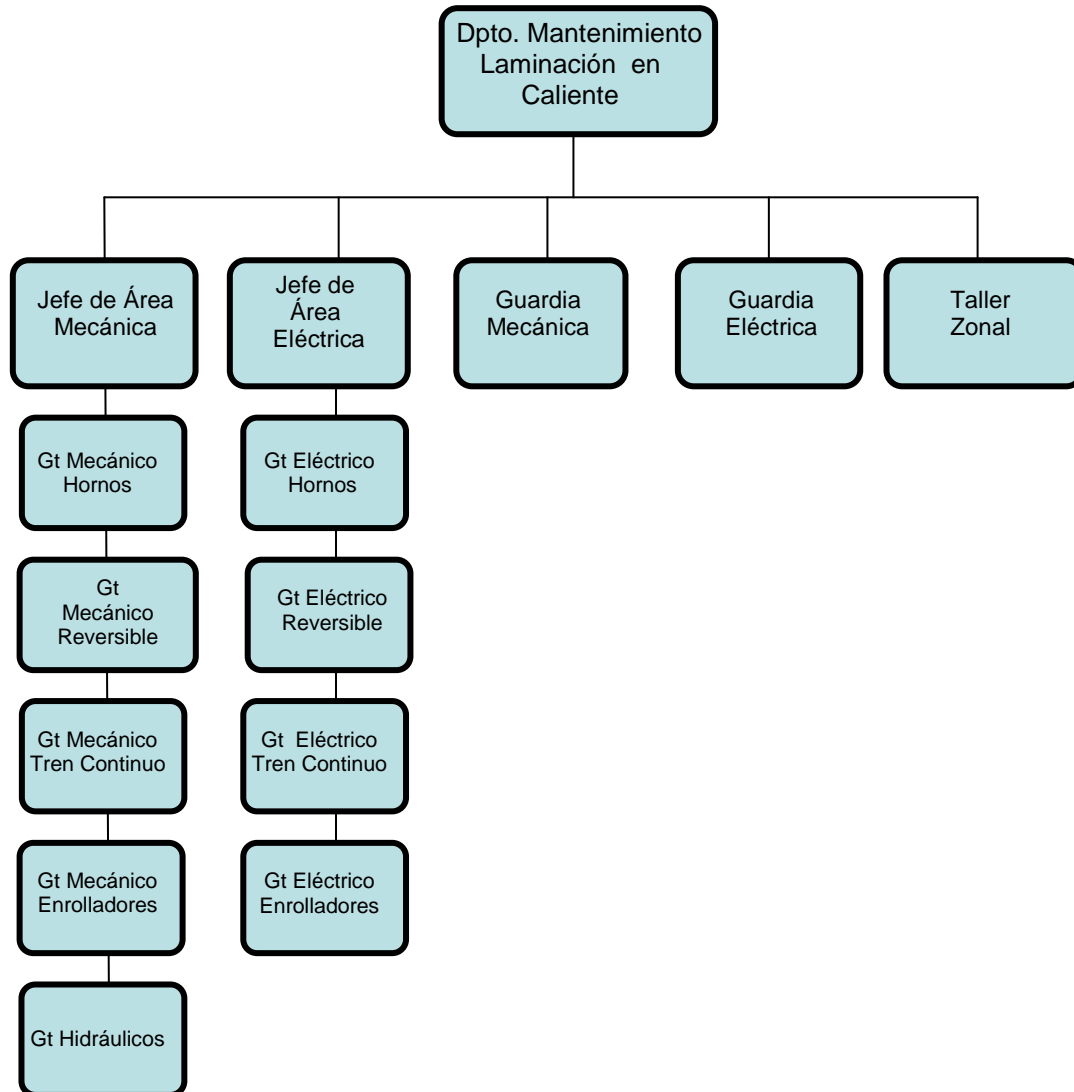 Dpto. Mantenimiento
Laminación en
Caliente
Jefe de Área
Mecánica
Jefe de
Área
Eléctrica
Guardia
Mecánica
Guardia
Eléctrica
Taller
Zonal
Gt Mecánico
Hornos
Gt Eléctrico
Hornos
Gt
Mecánico
Reversible
Gt Eléctrico
Reversible
Gt Mecánico
Tren Continuo
Gt Eléctrico
Tren Continuo
Gt Mecánico
Enrolladores
Gt Eléctrico
Enrolladores
Gt Hidráulicos